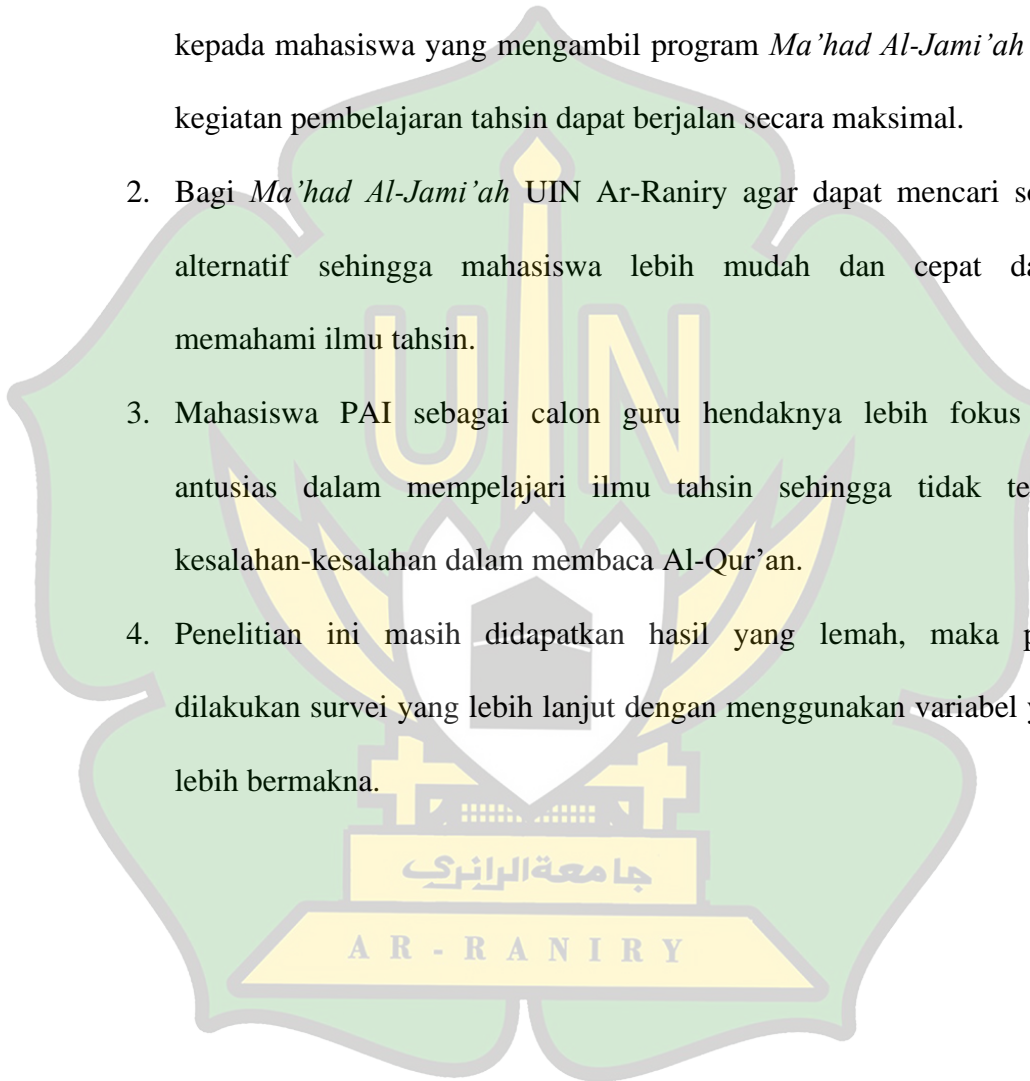 kepada mahasiswa yang mengambil program Ma’had Al-Jami’ah
kegiatan pembelajaran tahsin dapat berjalan secara maksimal.
2. Bagi Ma’had Al-Jami’ah UIN Ar-Raniry agar dapat mencari
alternatif sehingga mahasiswa lebih mudah dan cepat
memahami ilmu tahsin.
3. Mahasiswa PAI sebagai calon guru hendaknya lebih fokus
antusias dalam mempelajari ilmu tahsin sehingga tidak
kesalahan-kesalahan dalam membaca Al-Qur’an.
4. Penelitian ini masih didapatkan hasil yang lemah, maka
dilakukan survei yang lebih lanjut dengan menggunakan variabel
lebih bermakna.
UIN
جامعة الرانري
AR-RANIRY